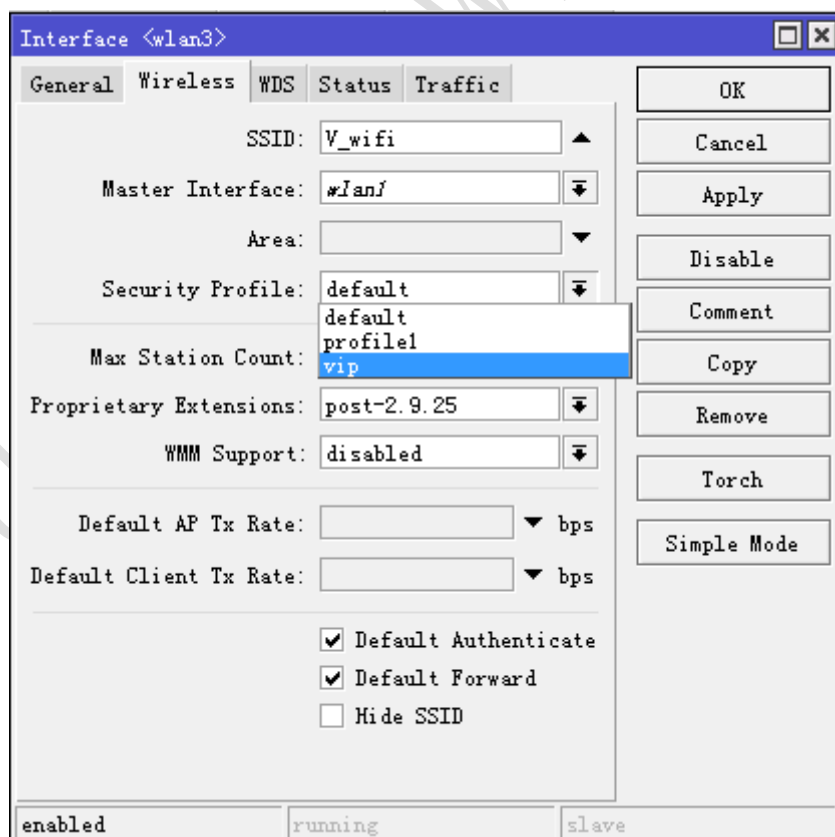 Interface <wlan3>
General Wireless WDS Status Traffic
SSID: V_wifi
Master Interface: wlan1
Area:
Security Profile: default
default
profile1
vip
Max Station Count:
Proprietary Extensions: post-2.9.25
WMM Support: disabled
Default AP Tx Rate: bps
Default Client Tx Rate: bps
Default Authenticate
Default Forward
Hide SSID
OK
Cancel
Apply
Disable
Comment
Copy
Remove
Torch
Simple Mode
enabled running slave